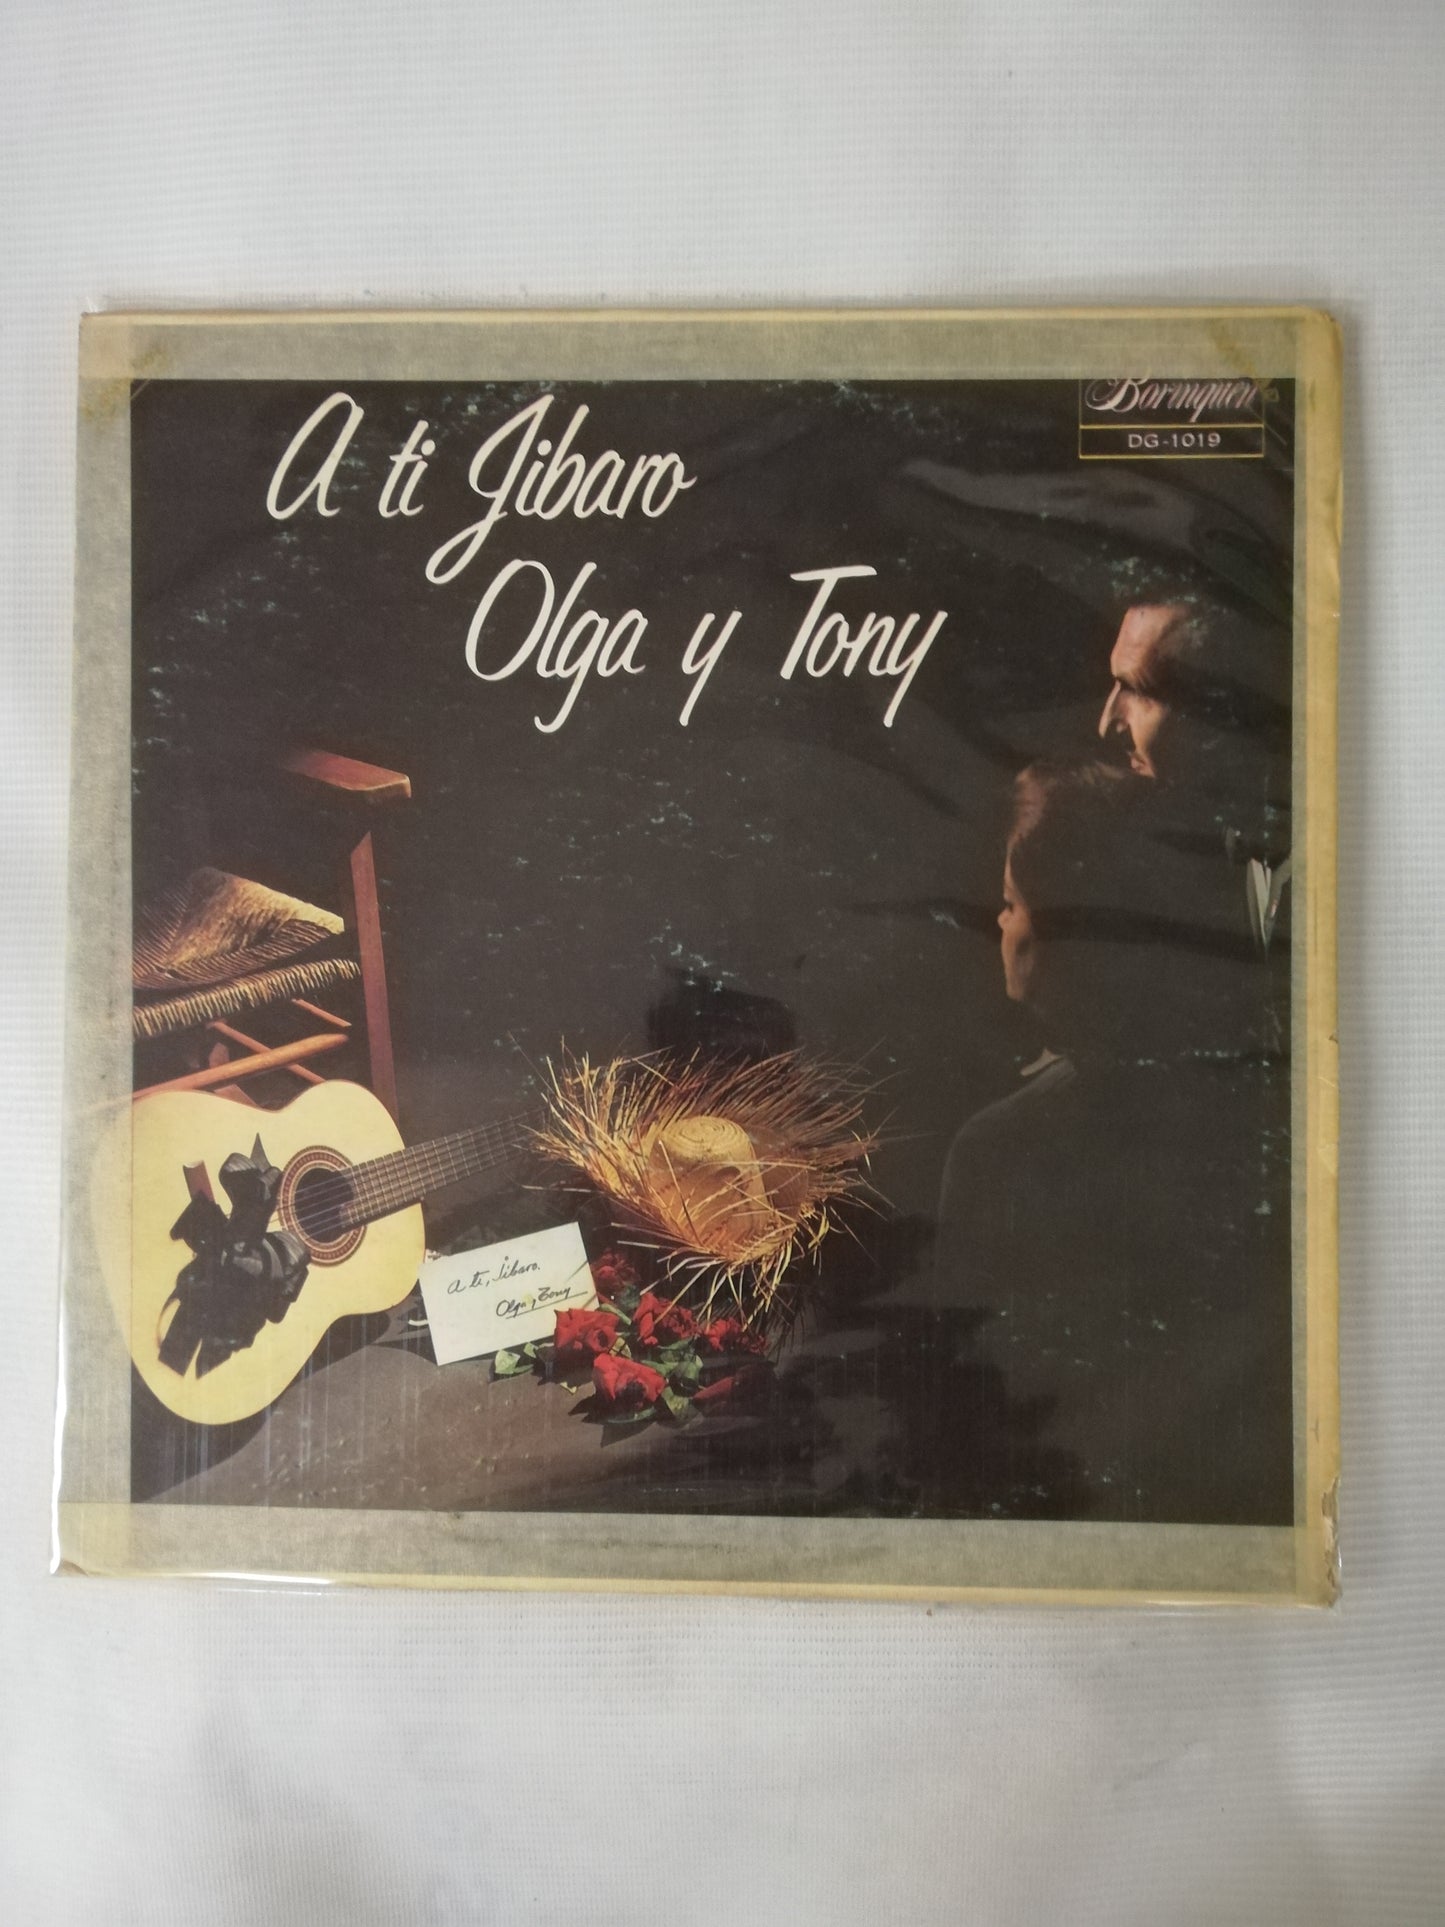 A ti Jibaro
Olga y Tony
Borinquen
DG-1019
A ti, Jibaro.
Olga y Tony